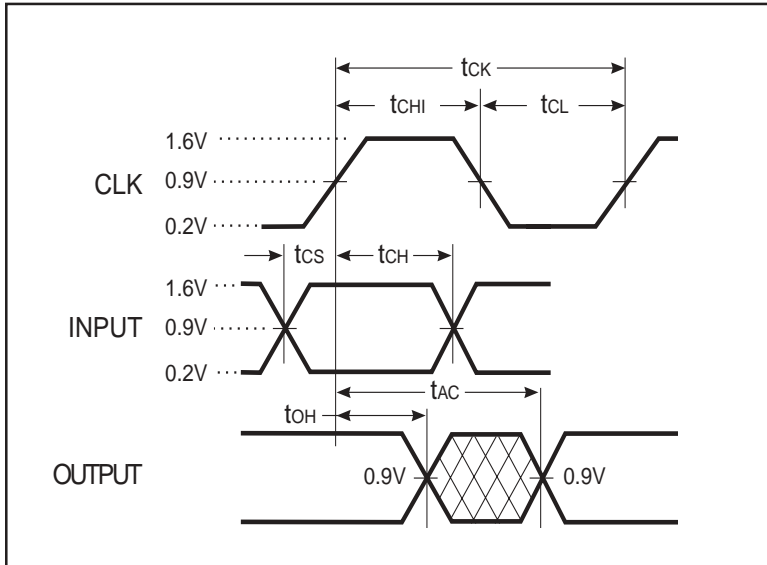 tCK
tCHI
tCL
1.6V
CLK
0.9V
0.2V
tCS
tCH
1.6V
INPUT
0.9V
0.2V
tAC
tOH
OUTPUT
0.9V
0.9V